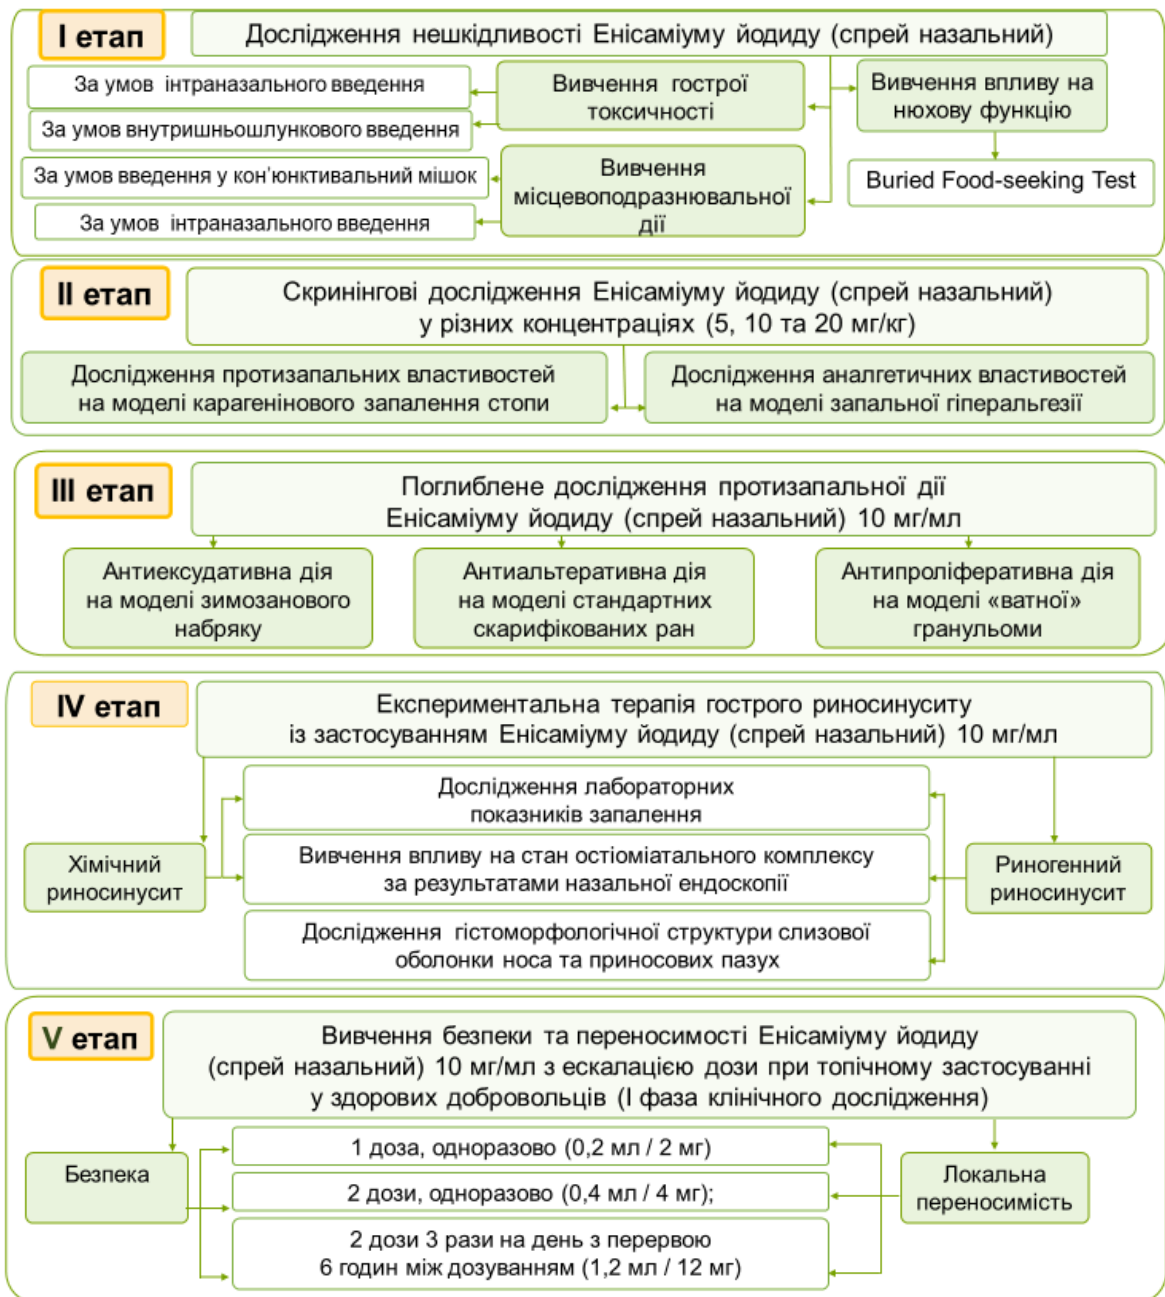 I етап
Дослідження нешкідливості Енісаміуму йодиду (спрей назальний)
За умов інтраназального введення
За умов внутришньошлункового введення
Вивчення гострої
токсичності
Вивчення впливу на
нюхову функцію
За умов введення у кон’юнктивальний мішок
За умов інтраназального введення
Вивчення
місцевоподразнювальної
дії
Buried Food-seeking Test
II етап
Скринінгові дослідження Енісаміуму йодиду (спрей назальний)
у різних концентраціях (5, 10 та 20 мг/кг)
Дослідження протизапальних властивостей
на моделі карагенінового запалення стопи
Дослідження аналгетичних властивостей
на моделі запальної гіперальгезії
III етап
Поглиблене дослідження протизапальної дії
Енісаміуму йодиду (спрей назальний) 10 мг/мл
Антиексудативна дія
на моделі зимозанового
набряку
Антиальтеративна дія
на моделі стандартних
скарифікованих ран
Антипроліферативна дія
на моделі «ватної»
гранульоми
IV етап
Експериментальна терапія гострого риносинуситу
із застосуванням Енісаміуму йодиду (спрей назальний) 10 мг/мл
Дослідження лабораторних
показників запалення
Хімічний
риносинусит
Вивчення впливу на стан остіоміатального комплексу
за результатами назальної ендоскопії
Риногенний
риносинусит
Дослідження гістоморфологічної структури слизової
оболонки носа та приносових пазух
V етап
Вивчення безпеки та переносимості Енісаміуму йодиду
(спрей назальний) 10 мг/мл з ескалацією дози при топічному застосуванні
у здорових добровольців (I фаза клінічного дослідження)
Безпека
1 доза, одноразово (0,2 мл / 2 мг)
2 дози, одноразово (0,4 мл / 4 мг);
2 дози 3 рази на день з перервою
6 годин між дозуванням (1,2 мл / 12 мг)
Локальна
переносимість